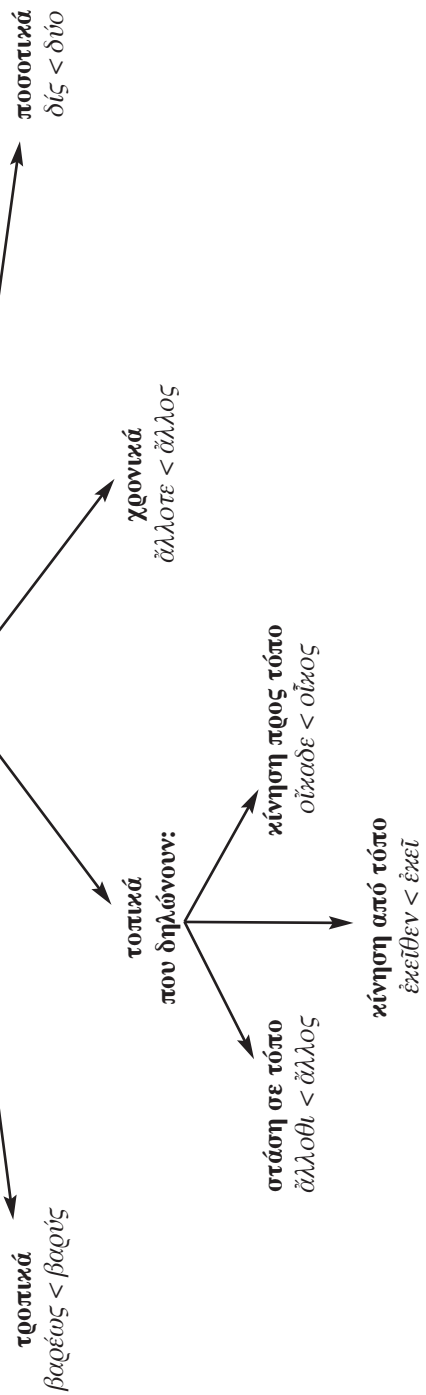 τροπικά
βαρέως < βαρύς
τοπικά
που δηλώνουν:
στάση σε τόπο
ἄλλοθι < ἄλλος
κίνηση από τόπο
ἐκεῖθεν < ἐκεῖ
κίνηση προς τόπο
οἴκαδε < οἶκος
χρονικά
ἄλλοτε < ἄλλος
ποσοτικά
δίς < δύο